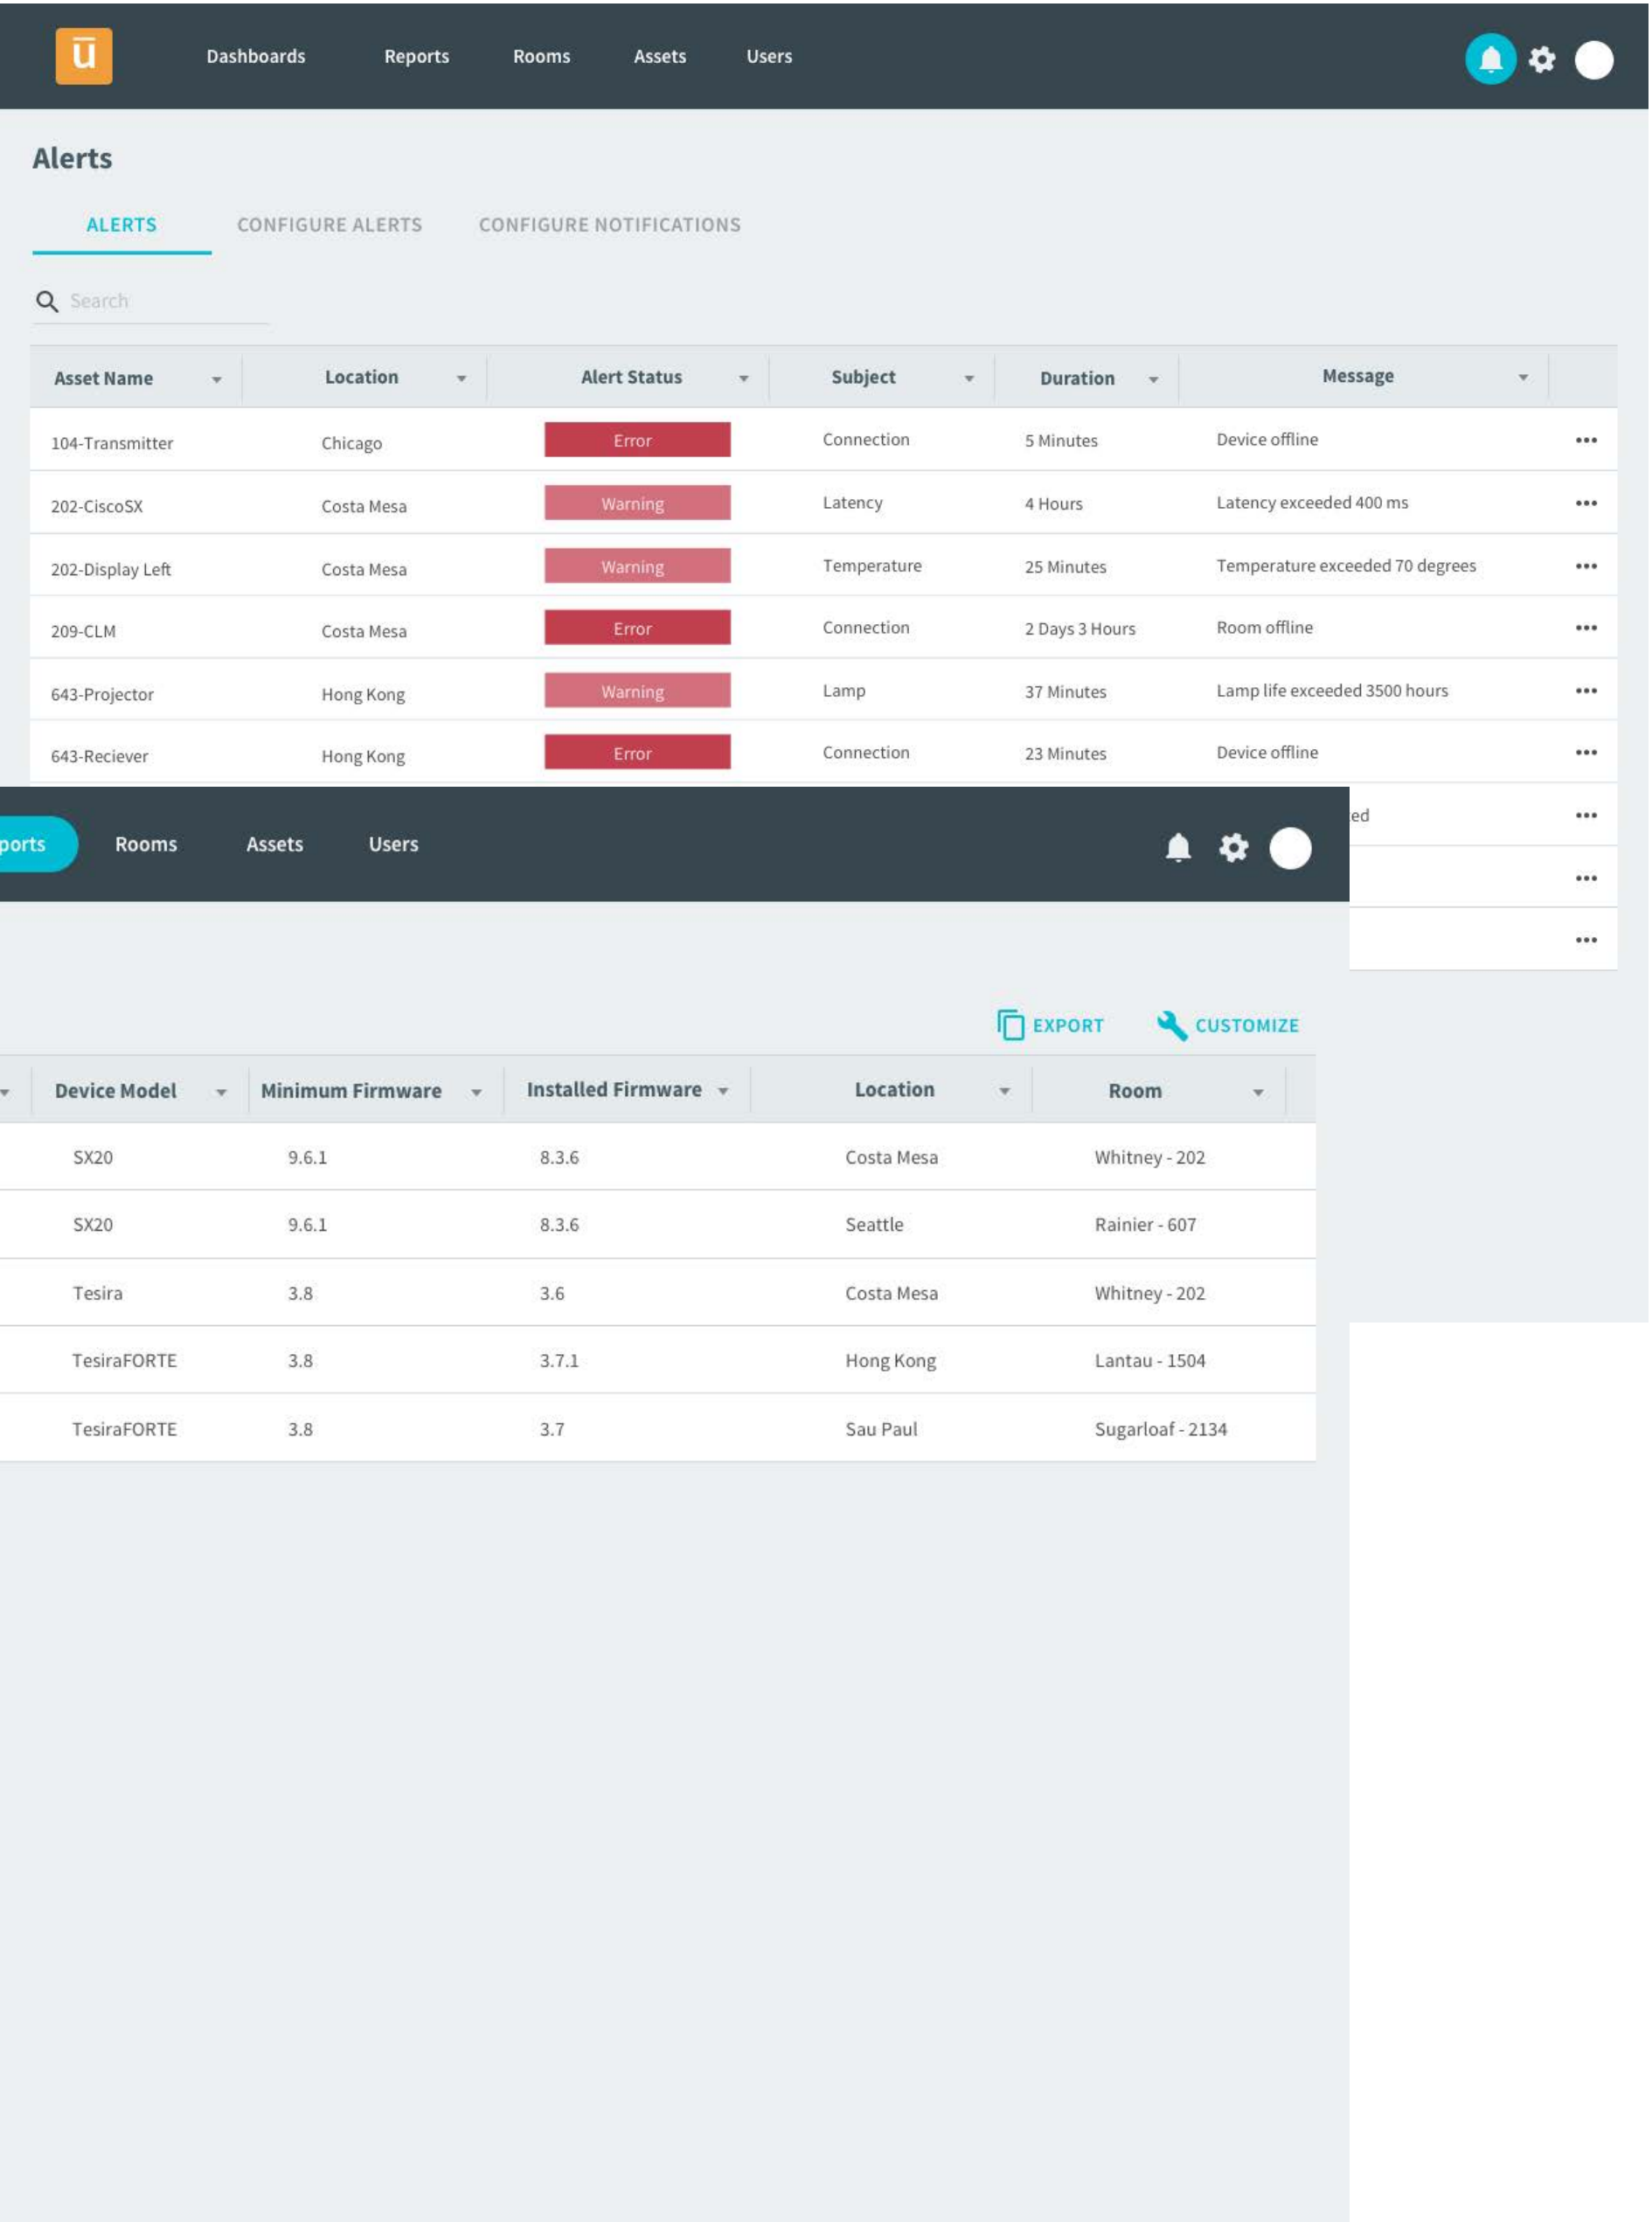 ū
Dashboards Reports Rooms Assets Users
Alerts
ALERTS CONFIGURE ALERTS CONFIGURE NOTIFICATIONS
Search
Asset Name Location Alert Status Subject Duration Message
104-Transmitter Chicago Error Connection 5 Minutes Device offline
202-CiscoSX Costa Mesa Warning Latency 4 Hours Latency exceeded 400 ms
202-Display Left Costa Mesa Warning Temperature 25 Minutes Temperature exceeded 70 degrees
209-CLM Costa Mesa Error Connection 2 Days 3 Hours Room offline
643-Projector Hong Kong Warning Lamp 37 Minutes Lamp life exceeded 3500 hours
643-Reciever Hong Kong Error Connection 23 Minutes Device offline
ed
ports Rooms Assets Users
EXPORT CUSTOMIZE
Device Model Minimum Firmware Installed Firmware Location Room
SX20 9.6.1 8.3.6 Costa Mesa Whitney - 202
SX20 9.6.1 8.3.6 Seattle Rainier - 607
Tesira 3.8 3.6 Costa Mesa Whitney - 202
TesiraFORTE 3.8 3.7.1 Hong Kong Lantau - 1504
TesiraFORTE 3.8 3.7 Sau Paul Sugarloaf - 2134